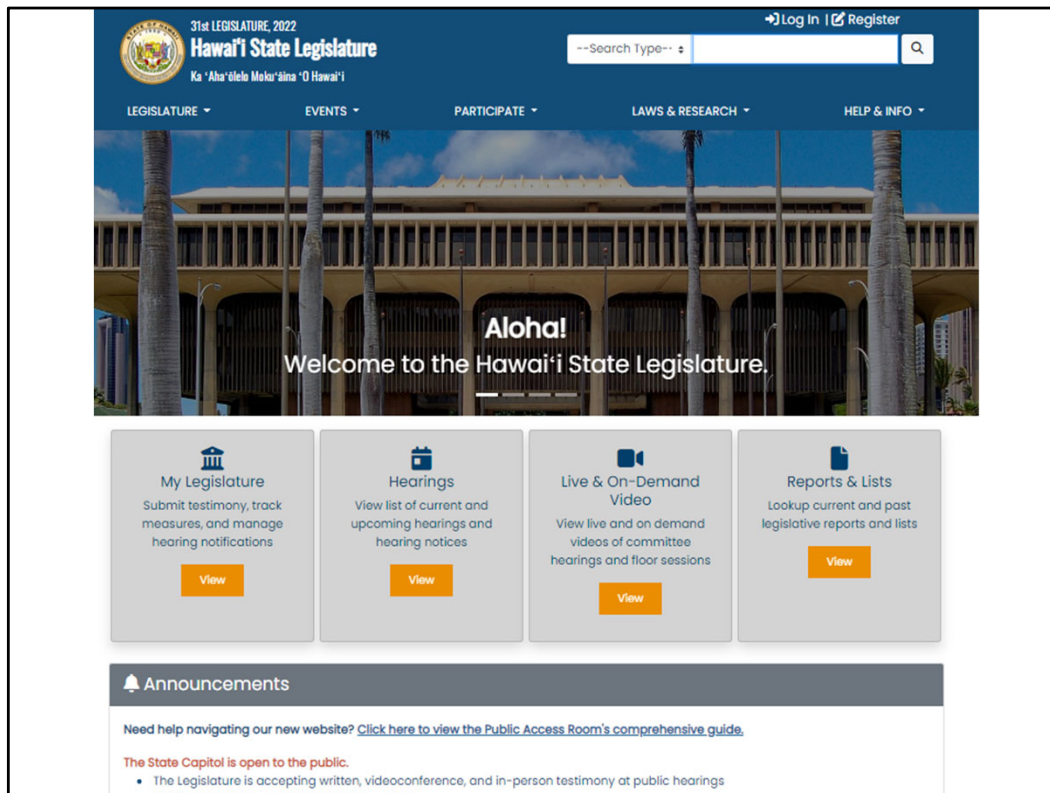 31st LEGISLATURE, 2022
Hawai'i State Legislature
Ka ‘Aha‘ōlelo Moku‘āina ‘O Hawai‘i
Log In | Register
--Search Type--
LEGISLATURE
EVENTS
PARTICIPATE
LAWS & RESEARCH
HELP & INFO
Aloha!
Welcome to the Hawai‘i State Legislature.
My Legislature
Submit testimony, track
measures, and manage
hearing notifications
View
Hearings
View list of current and
upcoming hearings and
hearing notices
View
Live & On-Demand
Video
View live and on demand
videos of committee
hearings and floor sessions
View
Reports & Lists
Lookup current and past
legislative reports and lists
View
Announcements
Need help navigating our new website? Click here to view the Public Access Room's comprehensive guide.
The State Capitol is open to the public.
• The Legislature is accepting written, videoconference, and in-person testimony at public hearings